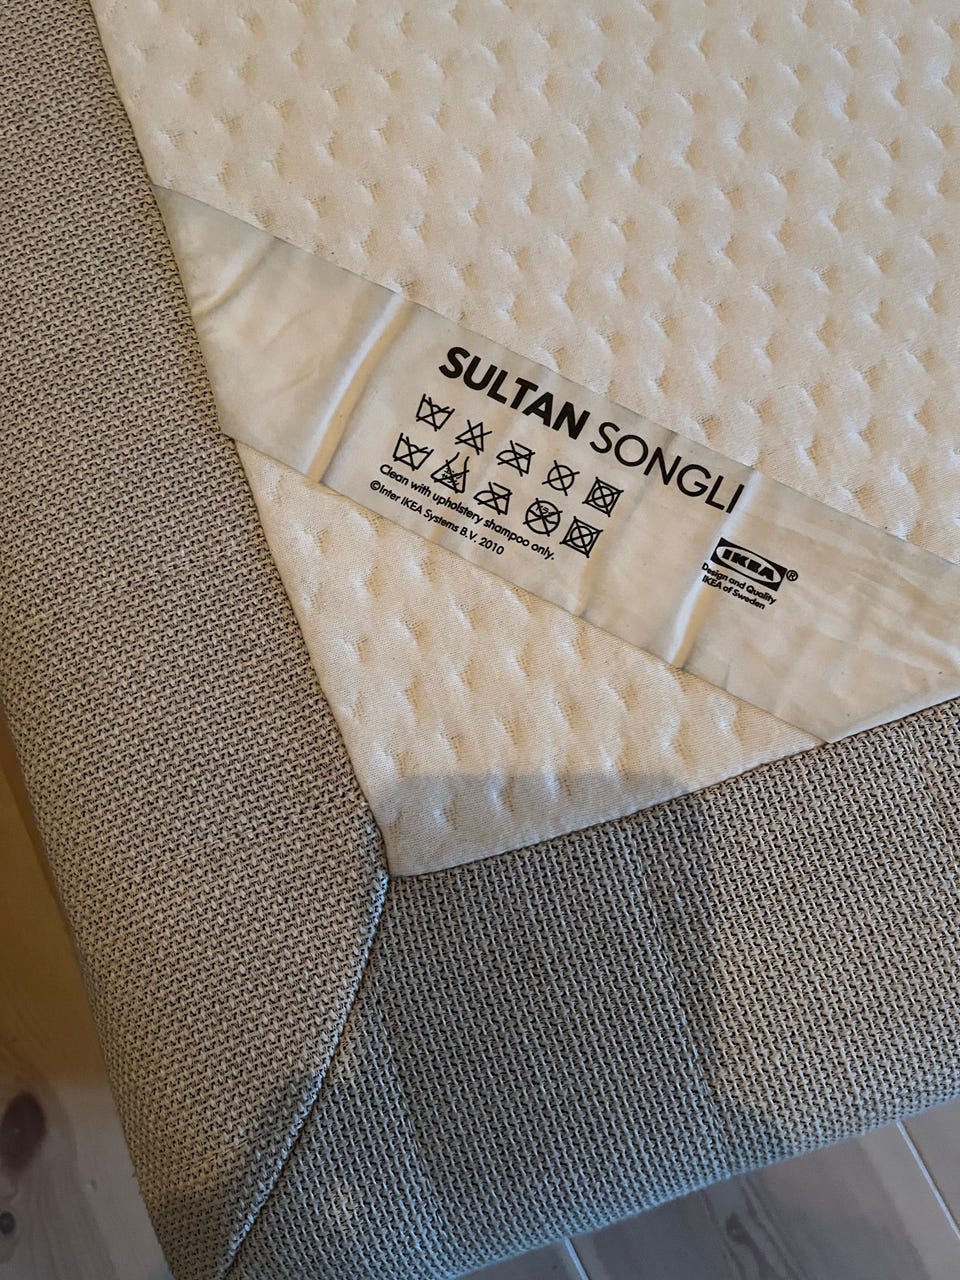 SULTAN SONGLI
Clean with upholstery shampoo only.
©Inter IKEA Systems B.V. 2010
IKEA®
Design and Quality
IKEA of Sweden